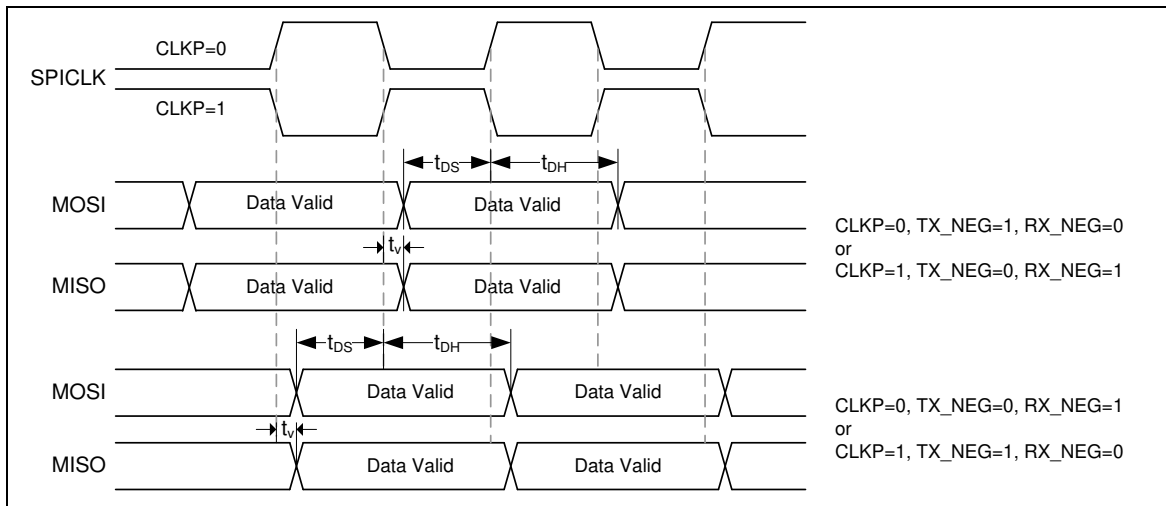 CLKP=0
SPICLK
CLKP=1
tDS
tDH
MOSI
Data Valid
Data Valid
tv
MISO
Data Valid
Data Valid
CLKP=0, TX_NEG=1, RX_NEG=0
or
CLKP=1, TX_NEG=0, RX_NEG=1
tDS
tDH
MOSI
Data Valid
Data Valid
tv
MISO
Data Valid
Data Valid
CLKP=0, TX_NEG=0, RX_NEG=1
or
CLKP=1, TX_NEG=1, RX_NEG=0